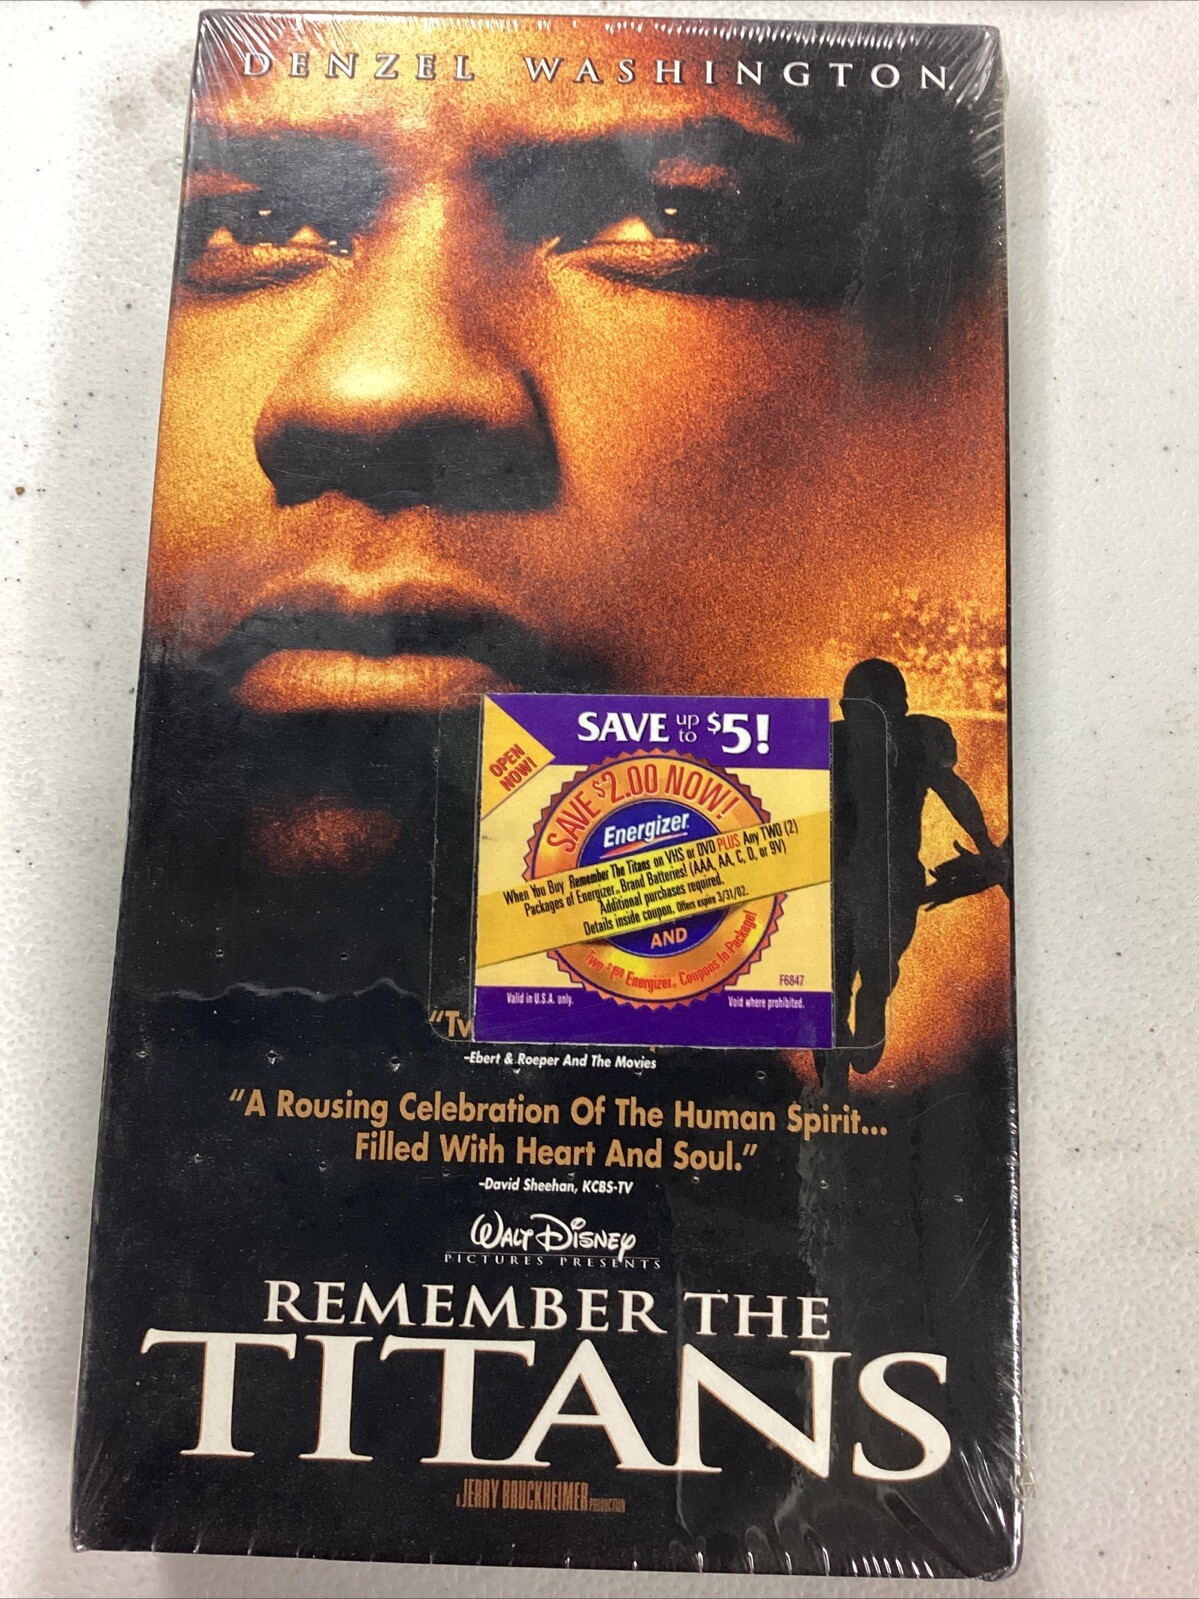 DENZEL WASHINGTON
SAVE up to $5!
OPEN
NOW!
SAVE $2.00 NOW!
Energizer
When You Buy Remember The Titans on VHS or DVD PLUS Any TWO (2)
Packages of Energizer Brand Batteries! (AAA, AA, C, D, or 9V)
Additional purchases required.
Details inside coupon. Offers expire 3/31/02.
AND
Two $1.50 Energizer Coupons In Package!
F6847
Valid in U.S.A. only.
Void where prohibited.
-Ebert & Roeper And The Movies
"A Rousing Celebration Of The Human Spirit...
Filled With Heart And Soul."
-David Sheehan, KCBS-TV
WALT DISNEY
PICTURES PRESENTS
REMEMBER THE
TITANS
A JERRY BRUCKHEIMER PRODUCTION